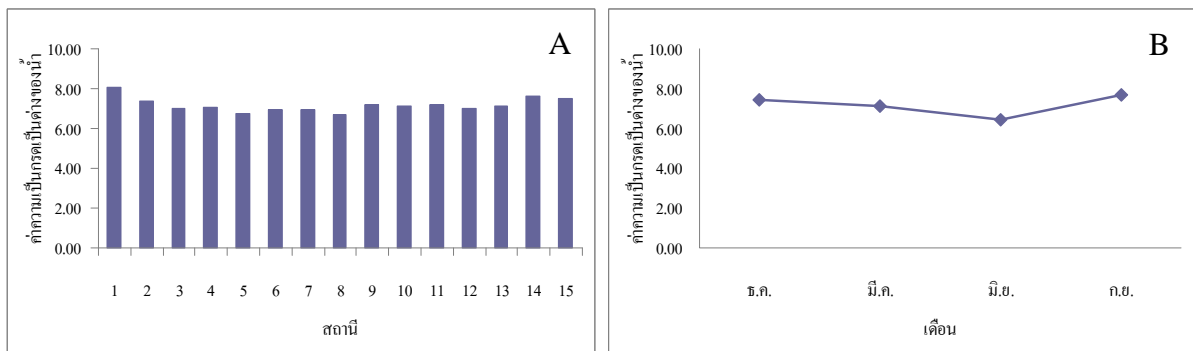 A
ค่าความเป็นกรดเป็นด่างของน้ำ
10.00
8.00
6.00
4.00
2.00
0.00
1 2 3 4 5 6 7 8 9 10 11 12 13 14 15
สถานี
B
ค่าความเป็นกรดเป็นด่างของน้ำ
10.00
8.00
6.00
4.00
2.00
0.00
ธ.ค. มี.ค. มิ.ย. ก.ย.
เดือน